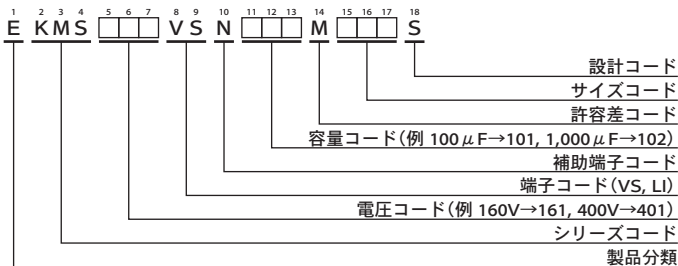 1 2 3 4 5 6 7 8 9 10 11 12 13 14 15 16 17 18
E KMS □□□ VS N □□□ M □□□ S
設計コード
サイズコード
許容差コード
容量コード(例 100μF→101, 1,000μF→102)
補助端子コード
端子コード(VS, LI)
電圧コード(例 160V→161, 400V→401)
シリーズコード
製品分類